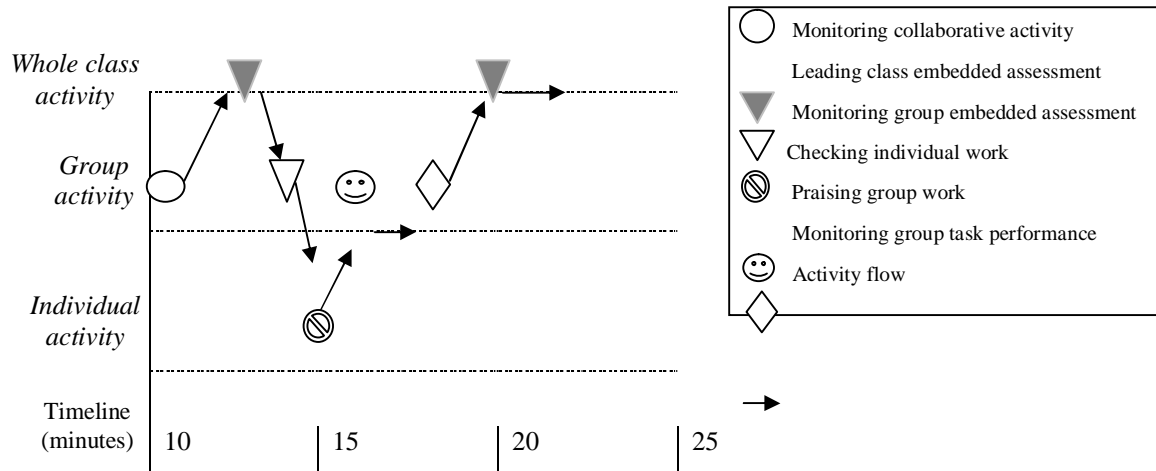 Whole class
activity
Group
activity
Individual
activity
Timeline
(minutes)
10
15
20
25
Monitoring collaborative activity
Leading class embedded assessment
Monitoring group embedded assessment
Checking individual work
Praising group work
Monitoring group task performance
Activity flow